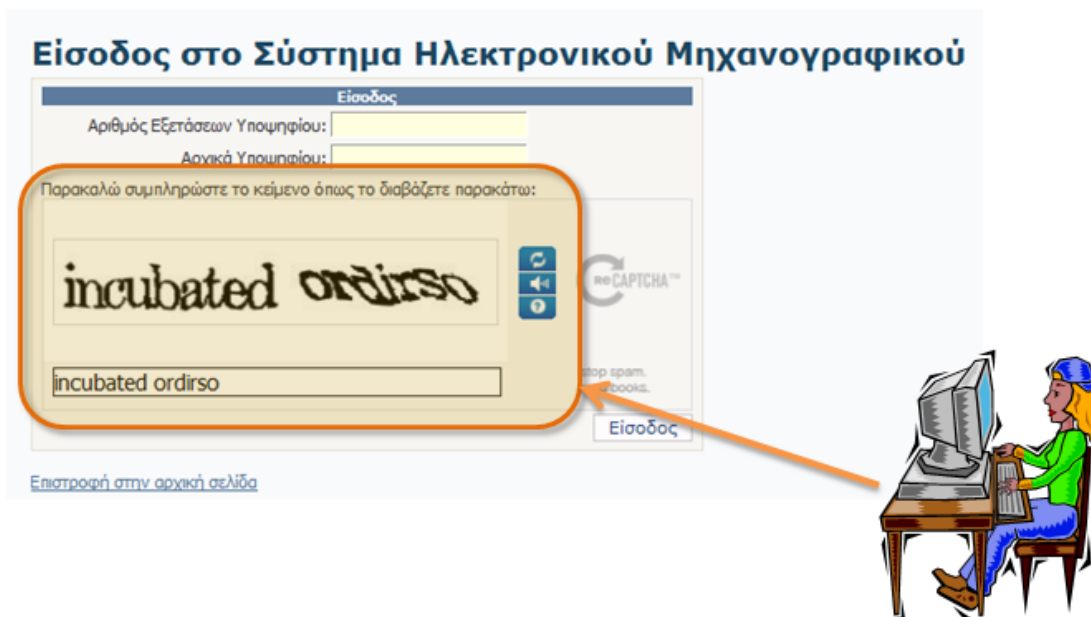 Είσοδος στο Σύστημα Ηλεκτρονικού Μηχανογραφικού
Είσοδος
Αριθμός Εξετάσεων Υποψηφίου:
Αρχικά Υποψηφίου:
Παρακαλώ συμπληρώστε το κείμενο όπως το διαβάζετε παρακάτω:
incubated ordirso
reCAPTCHA™
incubated ordirso
stop spam.
books.
Είσοδος
Επιστροφή στην αρχική σελίδα